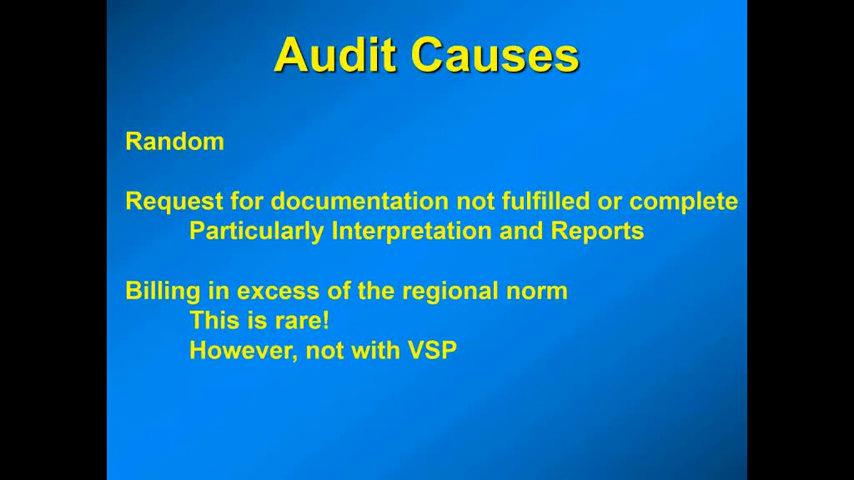 Audit Causes
Random
Request for documentation not fulfilled or complete
Particularly Interpretation and Reports
Billing in excess of the regional norm
This is rare!
However, not with VSP